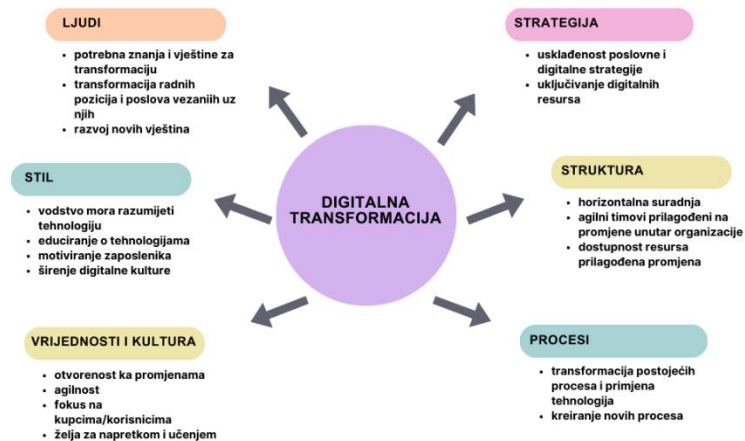 LJUDI
• potrebna znanja i vještine za
transformaciju
• transformacija radnih
pozicija i poslova vezaniih uz
njih
• razvoj novih vještina
STRATEGIJA
• usklađenost poslovne i
digitalne strategije
• uključivanje digitalnih
resursa
STIL
• vodstvo mora razumijeti
tehnologiju
• educiranje o tehnologijama
• motiviranje zaposlenika
• širenje digitalne kulture
DIGITALNA
TRANSFORMACIJA
STRUKTURA
• horizontalna suradnja
• agilni timovi prilagođeni na
promjene unutar organizacije
• dostupnost resursa
prilagođena promjena
VRIJEDNOSTI I KULTURA
• otvorenost ka promjenama
• agilnost
• fokus na
kupcima/korisnicima
• želja za napretkom i učenjem
PROCESI
• transformacija postojećih
procesa i primjena
tehnologija
• kreiranje novih procesa